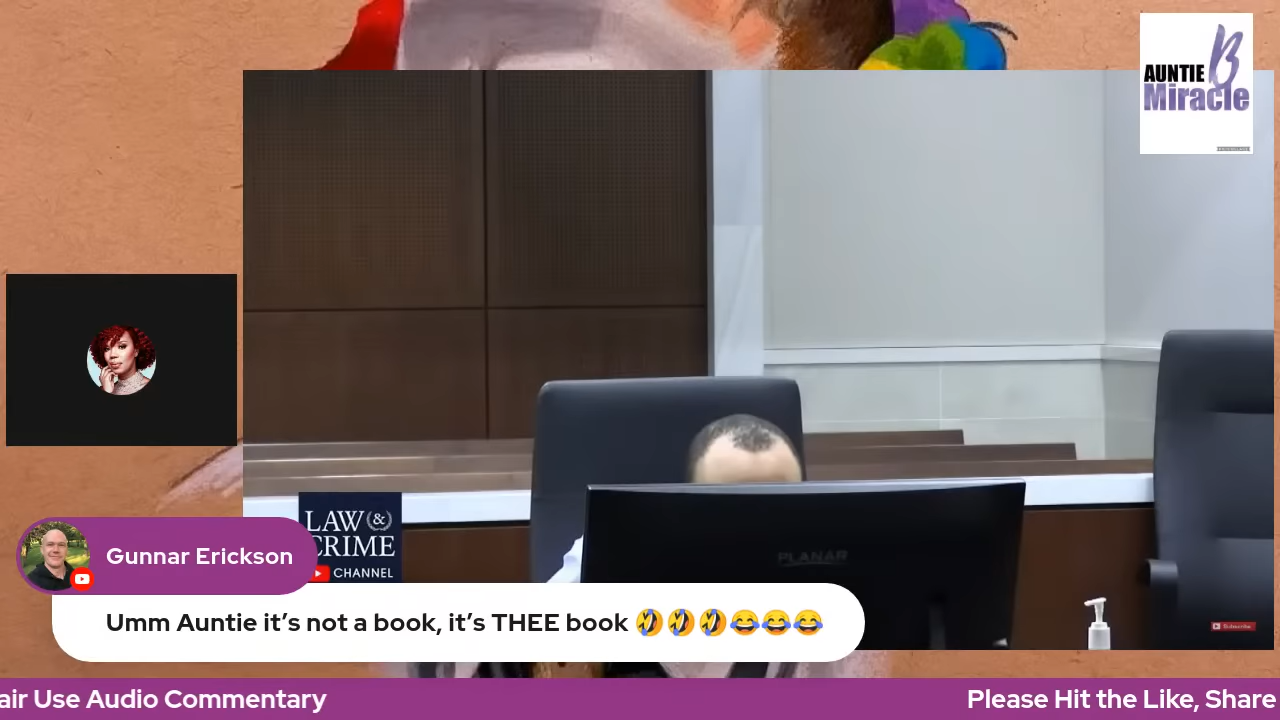 AUNTIE B
Miracle
LAW &
CRIME
CHANNEL
PLANAR
Subscribe
Gunnar Erickson
Umm Auntie it’s not a book, it’s THEE book 🤣🤣🤣😂😂😂
air Use Audio Commentary
Please Hit the Like, Share